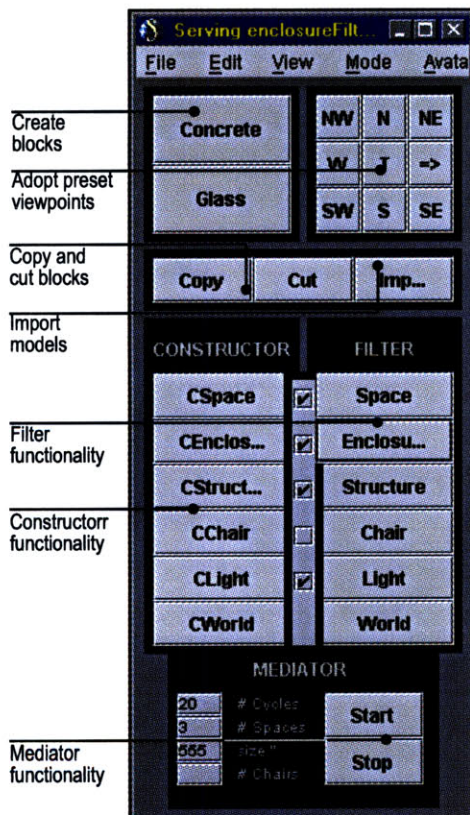 Serving enclosureFilt...
File Edit View Mode Avata
Create blocks
Concrete
NW N NE
Adopt preset viewpoints
W T =>
Glass
SW S SE
Copy and cut blocks
Copy Cut Imp...
Import models
CONSTRUCTOR FILTER
CSpace Space
Filter functionality
CEnclos... Enclosu...
CStruct... Structure
Constructorr functionality
CChair Chair
CLight Light
CWorld World
MEDIATOR
20 # Cycles
Start
3 # Spaces
555 size "
Mediator functionality
Stop
# Chairs